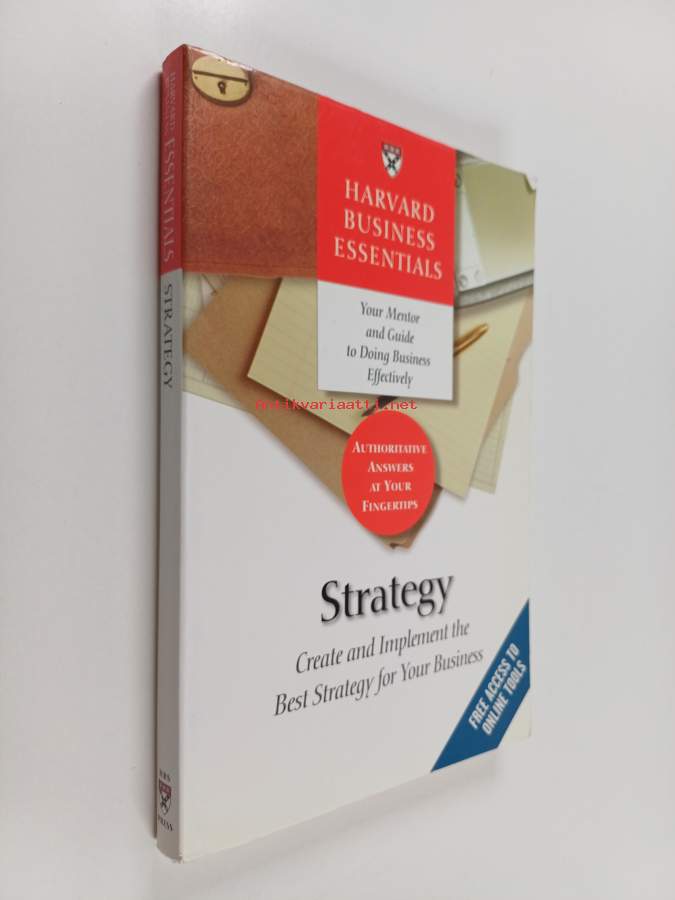 HARVARD
BUSINESS
ESSENTIALS
Your Mentor
and Guide
to Doing Business
Effectively
antikvariaatti.net
AUTHORITATIVE
ANSWERS
AT YOUR
FINGERTIPS
Strategy
Create and Implement the
Best Strategy for Your Business
FREE ACCESS TO
ONLINE TOOLS
ESSENTIALS
STRATEGY
HBS
PRESS